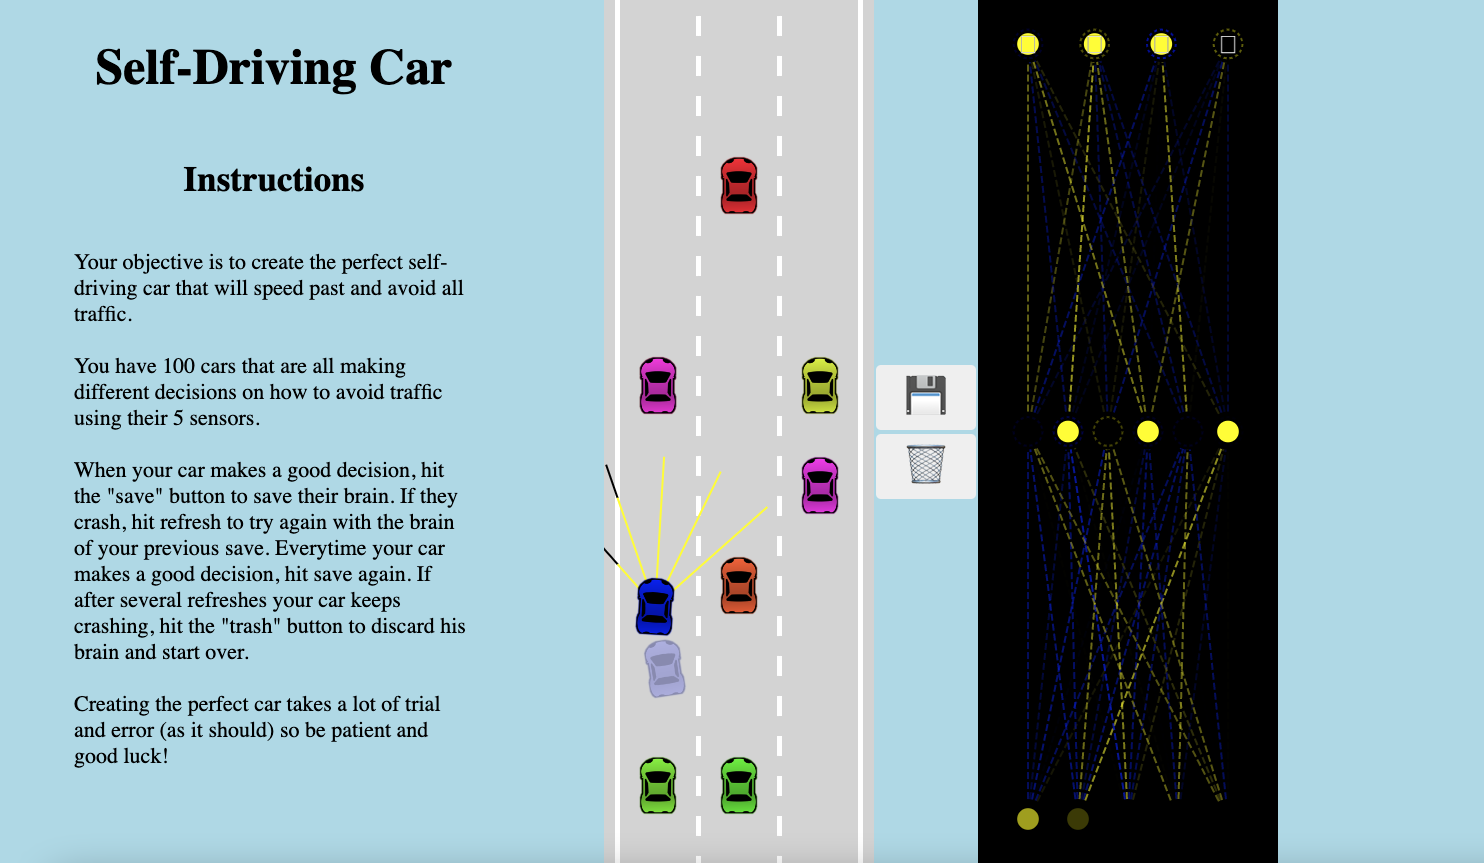 Self-Driving Car
Instructions
Your objective is to create the perfect self-
driving car that will speed past and avoid all
traffic.
You have 100 cars that are all making
different decisions on how to avoid traffic
using their 5 sensors.
When your car makes a good decision, hit
the "save" button to save their brain. If they
crash, hit refresh to try again with the brain
of your previous save. Everytime your car
makes a good decision, hit save again. If
after several refreshes your car keeps
crashing, hit the "trash" button to discard his
brain and start over.
Creating the perfect car takes a lot of trial
and error (as it should) so be patient and
good luck!